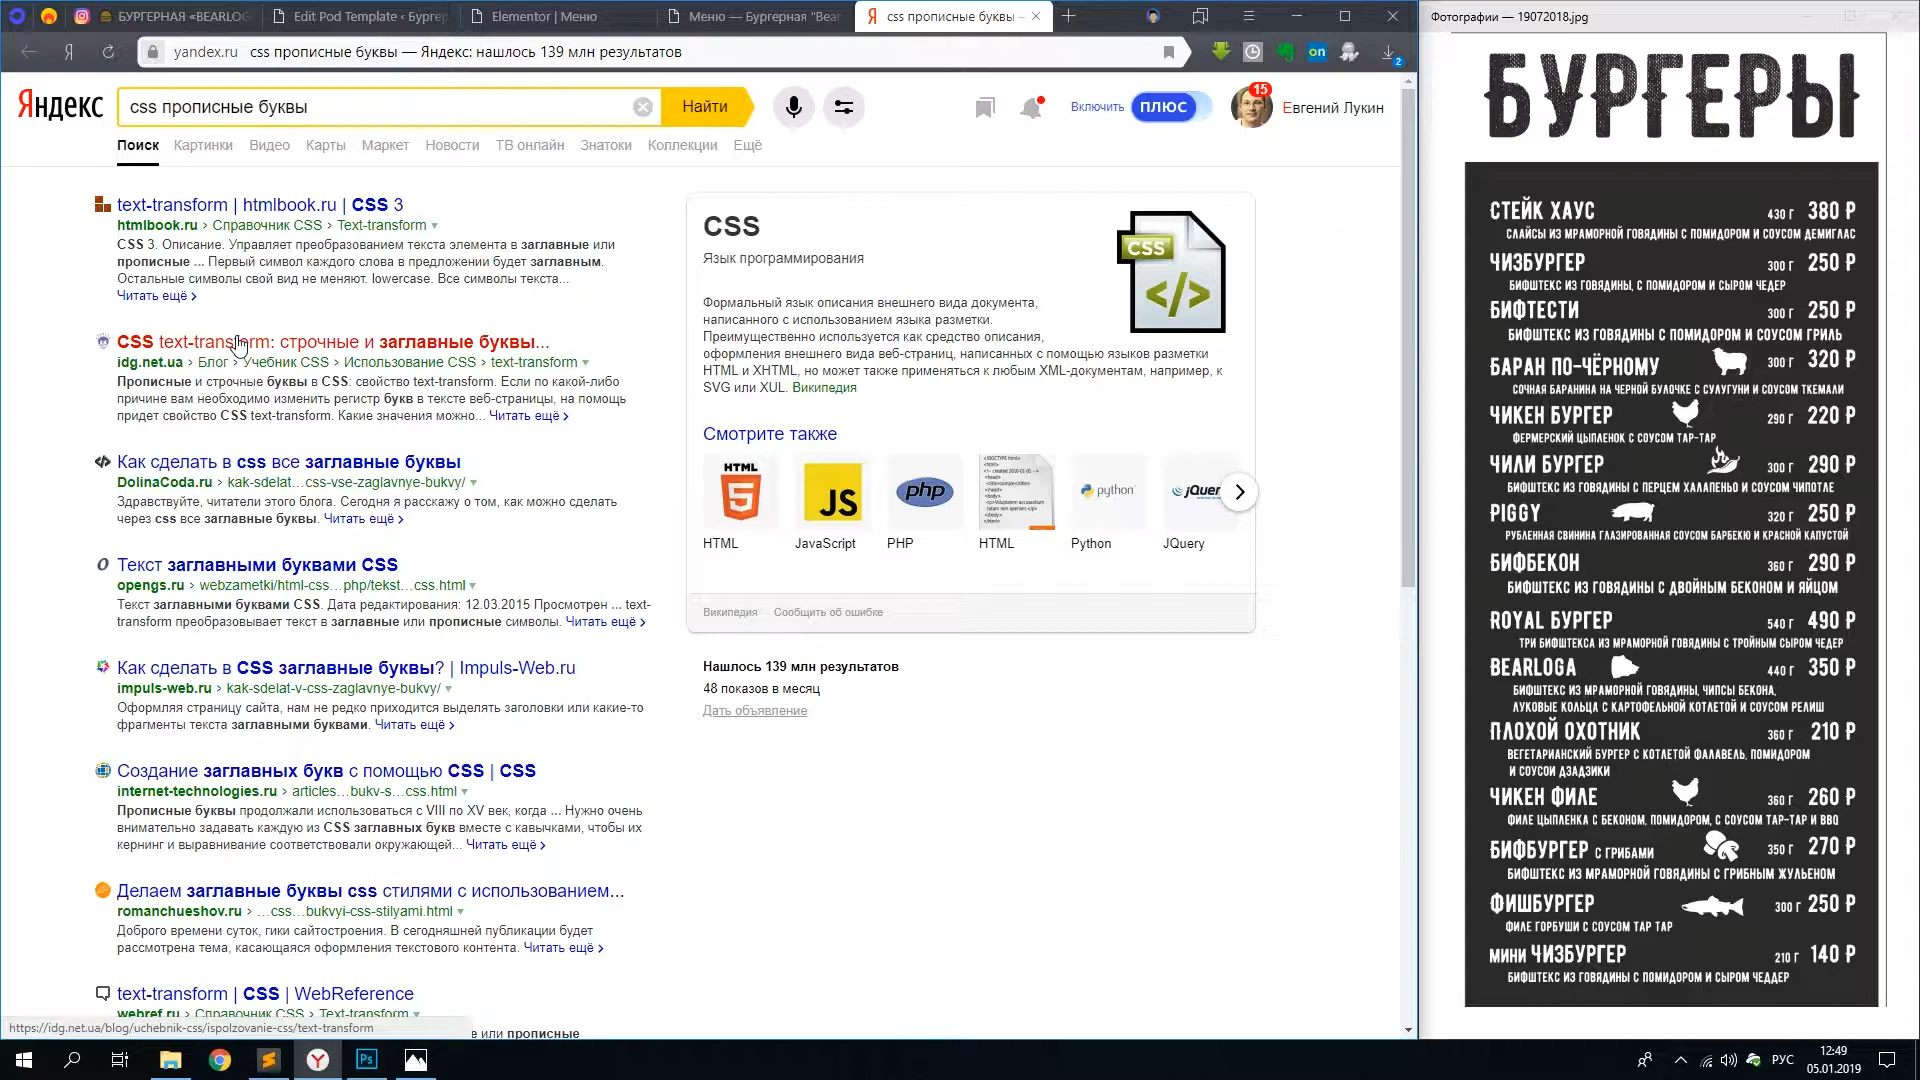 БУРГЕРНАЯ «BEARLOG
Edit Pod Template ‹ Бургер
Elementor | Меню
Меню — Бургерная "Bear
css прописные буквы –
yandex.ru css прописные буквы — Яндекс: нашлось 139 млн результатов
on
2
Яндекс
css прописные буквы
Найти
Включить ПЛЮС
15
Евгений Лукин
Поиск Картинки Видео Карты Маркет Новости ТВ онлайн Знатоки Коллекции Ещё
text-transform | htmlbook.ru | CSS 3
htmlbook.ru › Справочник CSS › Text-transform
CSS 3. Описание. Управляет преобразованием текста элемента в заглавные или
прописные ... Первый символ каждого слова в предложении будет заглавным.
Остальные символы свой вид не меняют. lowercase. Все символы текста...
Читать ещё ›
CSS text-transform: строчные и заглавные буквы...
idg.net.ua › Блог › Учебник CSS › Использование CSS › text-transform
Прописные и строчные буквы в CSS: свойство text-transform. Если по какой-либо
причине вам необходимо изменить регистр букв в тексте веб-страницы, на помощь
придет свойство CSS text-transform. Какие значения можно... Читать ещё ›
Как сделать в css все заглавные буквы
DolinaCoda.ru › kak-sdelat…css-vse-zaglavnye-bukvy/
Здравствуйте, читатели этого блога. Сегодня я расскажу о том, как можно сделать
через css все заглавные буквы. Читать ещё ›
Текст заглавными буквами CSS
opengs.ru › webzametki/html-css…php/tekst…css.html
Текст заглавными буквами CSS. Дата редактирования: 12.03.2015 Просмотрен ... text-
transform преобразовывает текст в заглавные или прописные символы. Читать ещё ›
Как сделать в CSS заглавные буквы? | Impuls-Web.ru
impuls-web.ru › kak-sdelat-v-css-zaglavnye-bukvy/
Оформляя страницу сайта, нам не редко приходится выделять заголовки или какие-то
фрагменты текста заглавными буквами. Читать ещё ›
Создание заглавных букв с помощью CSS | CSS
internet-technologies.ru › articles…bukv-s…css.html
Прописные буквы продолжали использоваться с VIII по XV век, когда ... Нужно очень
внимательно задавать каждую из CSS заглавных букв вместе с кавычками, чтобы их
кернинг и выравнивание соответствовали окружающей... Читать ещё ›
Делаем заглавные буквы css стилями с использованием...
romanchueshov.ru › …css…bukvyi-css-stilyami.html
Доброго времени суток, гики сайтостроения. В сегодняшней публикации будет
рассмотрена тема, касающаяся оформления текстового контента. Читать ещё ›
text-transform | CSS | WebReference
webref.ru › Справочник CSS › Text-transform
е или прописные
https://idg.net.ua/blog/uchebnik-css/ispolzovanie-css/text-transform
CSS
Язык программирования
CSS
</>
Формальный язык описания внешнего вида документа,
написанного с использованием языка разметки.
Преимущественно используется как средство описания,
оформления внешнего вида веб-страниц, написанных с помощью языков разметки
HTML и XHTML, но может также применяться к любым XML-документам, например, к
SVG или XUL. Википедия
Смотрите также
HTML 5
JS
php
python
jQuer
HTML JavaScript PHP HTML Python JQuery
Википедия Сообщить об ошибке
Нашлось 139 млн результатов
48 показов в месяц
Дать объявление
Фотографии — 19072018.jpg
БУРГЕРЫ
СТЕЙК ХАУС 430 Г 380 Р
СЛАЙСЫ ИЗ МРАМОРНОЙ ГОВЯДИНЫ С ПОМИДОРОМ И СОУСОМ ДЕМИГЛАС
ЧИЗБУРГЕР 300 Г 250 Р
БИФШТЕКС ИЗ ГОВЯДИНЫ, С ПОМИДОРОМ И СЫРОМ ЧЕДЕР
БИФТЕСТИ 300 Г 250 Р
БИФШТЕКС ИЗ ГОВЯДИНЫ С ПОМИДОРОМ И СОУСОМ ГРИЛЬ
БАРАН ПО-ЧЁРНОМУ 300 Г 320 Р
СОЧНАЯ БАРАНИНА НА ЧЕРНОЙ БУЛОЧКЕ С СУЛУГУНИ И СОУСОМ ТКЕМАЛИ
ЧИКЕН БУРГЕР 290 Г 220 Р
ФЕРМЕРСКИЙ ЦЫПЛЕНОК С СОУСОМ ТАР-ТАР
ЧИЛИ БУРГЕР 300 Г 290 Р
БИФШТЕКС ИЗ ГОВЯДИНЫ С ПЕРЦЕМ ХАЛАПЕНЬО И СОУСОМ ЧИПОТЛЕ
PIGGY 320 Г 250 Р
РУБЛЕННАЯ СВИНИНА ГЛАЗИРОВАННАЯ СОУСОМ БАРБЕКЮ И КРАСНОЙ КАПУСТОЙ
БИФБЕКОН 360 Г 290 Р
БИФШТЕКС ИЗ ГОВЯДИНЫ С ДВОЙНЫМ БЕКОНОМ И ЯЙЦОМ
ROYAL БУРГЕР 540 Г 490 Р
ТРИ БИФШТЕКСА ИЗ МРАМОРНОЙ ГОВЯДИНЫ С ТРОЙНЫМ СЫРОМ ЧЕДЕР
BEARLOGA 440 Г 350 Р
БИФШТЕКС ИЗ МРАМОРНОЙ ГОВЯДИНЫ, ЧИПСЫ БЕКОНА,
ЛУКОВЫЕ КОЛЬЦА С КАРТОФЕЛЬНОЙ КОТЛЕТОЙ И СОУСОМ РЕЛИШ
ПЛОХОЙ ОХОТНИК 360 Г 210 Р
ВЕГЕТАРИАНСКИЙ БУРГЕР С КОТЛЕТОЙ ФАЛАВЕЛЬ, ПОМИДОРОМ
И СОУСОИ ДЗАДЗИКИ
ЧИКЕН ФИЛЕ 360 Г 260 Р
ФИЛЕ ЦЫПЛЕНКА С БЕКОНОМ, ПОМИДОРОМ, С СОУСОМ ТАР-ТАР И BBQ
БИФБУРГЕР С ГРИБАМИ 350 Г 270 Р
БИФШТЕКС ИЗ МРАМОРНОЙ ГОВЯДИНЫ С ГРИБНЫМ ЖУЛЬЕНОМ
ФИШБУРГЕР 300 Г 250 Р
ФИЛЕ ГОРБУШИ С СОУСОМ ТАР ТАР
МИНИ ЧИЗБУРГЕР 210 Г 140 Р
БИФШТЕКС ИЗ ГОВЯДИНЫ С ПОМИДОРОМ И СЫРОМ ЧЕДДЕР
Ps
РУС
12:49
05.01.2019